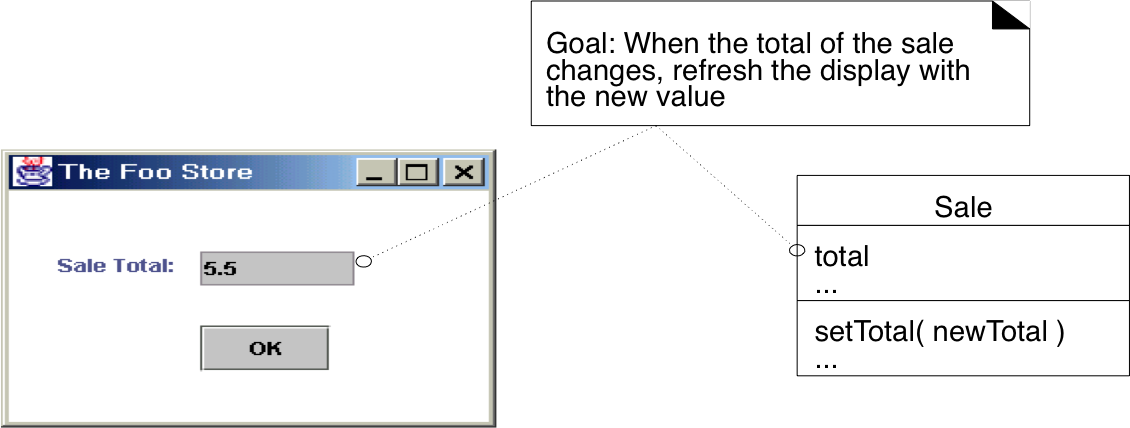 Goal: When the total of the sale
changes, refresh the display with
the new value
The Foo Store
Sale Total:
5.5
OK
Sale
total
...
setTotal( newTotal )
...